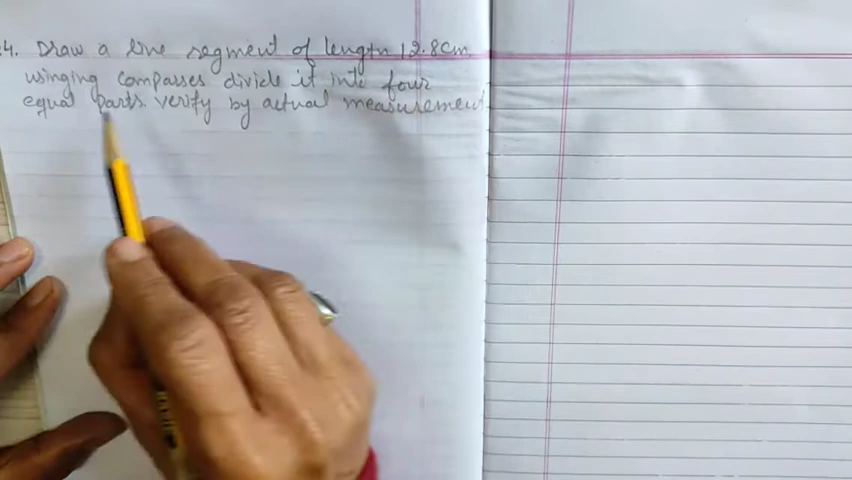 4. Draw a line segment of length 12.8cm
winging compasses divide it into four
equal parts. verify by actual measurement